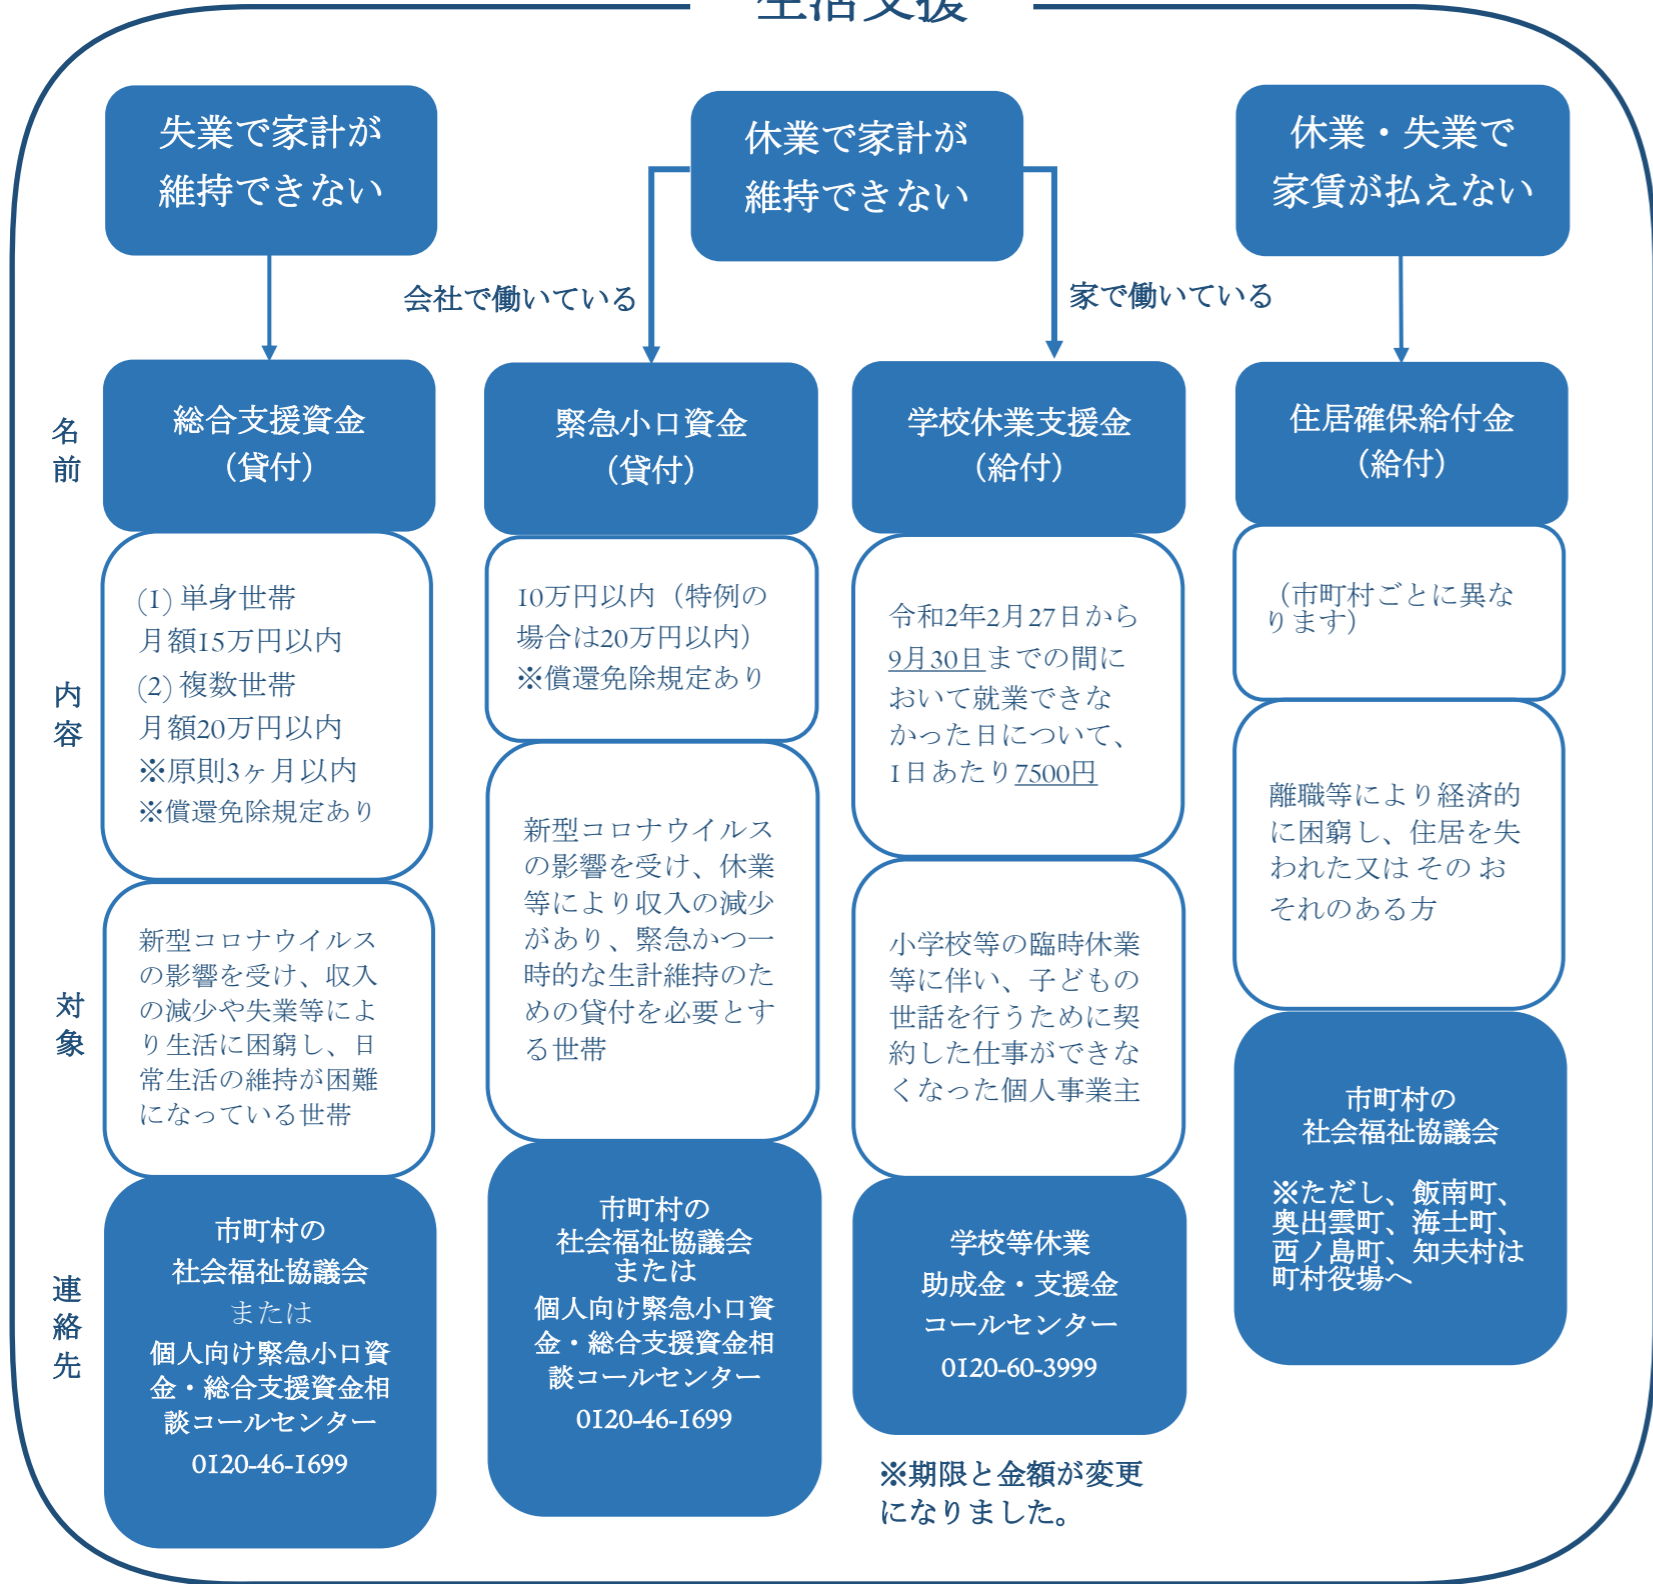 生活支援
失業で家計が
維持できない
休業で家計が
維持できない
休業・失業で
家賃が払えない
会社で働いている
家で働いている
名前
総合支援資金
（貸付）
緊急小口資金
（貸付）
学校休業支援金
（給付）
住居確保給付金
（給付）
内容
(1) 単身世帯
月額15万円以内
(2) 複数世帯
月額20万円以内
※原則3ヶ月以内
※償還免除規定あり
10万円以内（特例の
場合は20万円以内）
※償還免除規定あり
令和2年2月27日から
9月30日までの間に
おいて就業できな
かった日について、
1日あたり7500円
（市町村ごとに異な
ります）
対象
新型コロナウイルス
の影響を受け、収入
の減少や失業等によ
り生活に困窮し、日
常生活の維持が困難
になっている世帯
新型コロナウイルス
の影響を受け、休業
等により収入の減少
があり、緊急かつ一
時的な生計維持のた
めの貸付を必要とす
る世帯
小学校等の臨時休業
等に伴い、子どもの
世話を行うために契
約した仕事ができな
くなった個人事業主
離職等により経済的
に困窮し、住居を失
われた又は その お
それのある方
連絡先
市町村の
社会福祉協議会
または
個人向け緊急小口資
金・総合支援資金相
談コールセンター
0120-46-1699
市町村の
社会福祉協議会
または
個人向け緊急小口資
金・総合支援資金相
談コールセンター
0120-46-1699
学校等休業
助成金・支援金
コールセンター
0120-60-3999
※期限と金額が変更
になりました。
市町村の
社会福祉協議会
※ただし、飯南町、
奥出雲町、海士町、
西ノ島町、知夫村は
町村役場へ